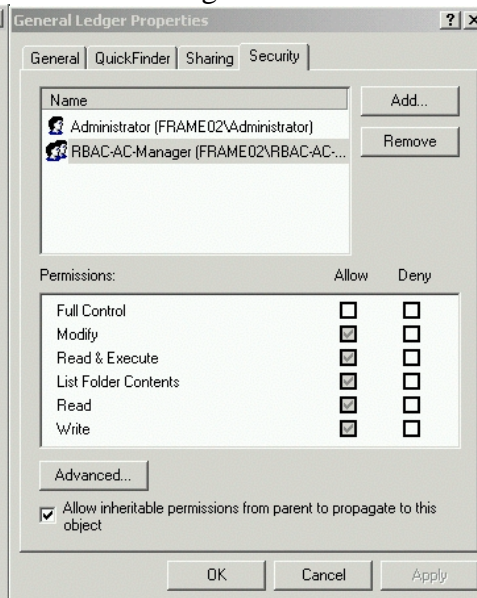 General Ledger Properties
General QuickFinder Sharing Security
Name
Add...
Administrator (FRAME02\Administrator)
Remove
RBAC-AC-Manager (FRAME02\RBAC-AC-...
Permissions: Allow Deny
Full Control
Modify
Read & Execute
List Folder Contents
Read
Write
Advanced...
Allow inheritable permissions from parent to propagate to this
object
OK Cancel Apply